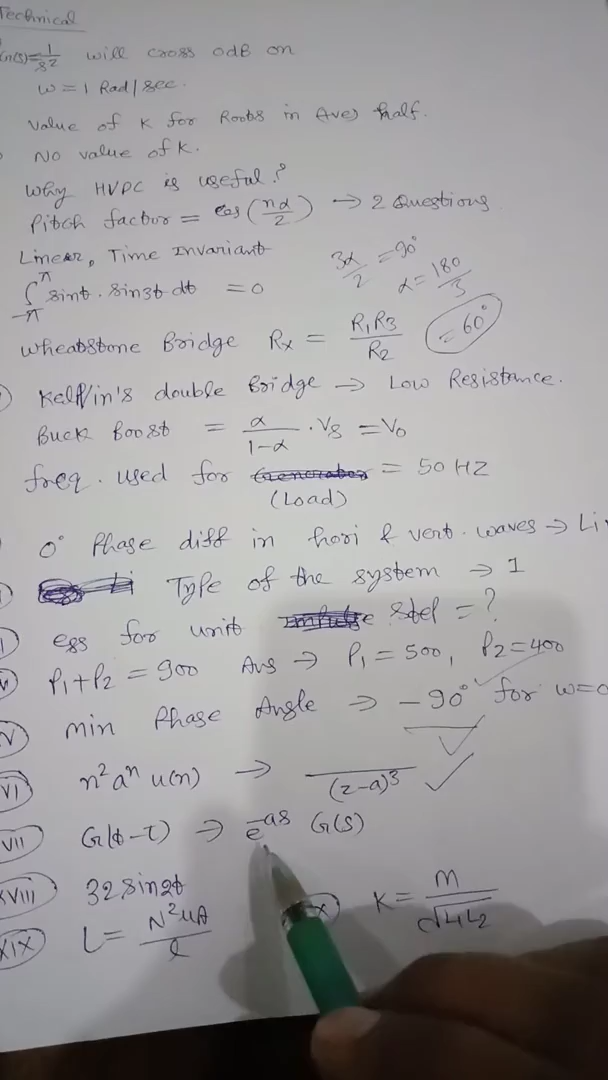 Technical
G(s)=1/s² will cross 0dB on
w = 1 Rad/sec.
Value of K for Roots in (+ve) half.
No value of K.
Why HVDC is useful?
Pitch factor = cos(nα/2) → 2 Questions
Linear, Time Invariant
3α/2 = 90°
α = 180/3
= 60°
∫ from -π to π sint · sin3t dt = 0
Wheatstone Bridge Rx = R1R3/R2
Kelvin's double Bridge → Low Resistance.
Buck Boost = α/(1-α) · Vs = Vo
freq. used for = 50 HZ
(Load)
0° Phase diff in hori & vert. waves → Li
Type of the system → 1
ess for unit step = ?
P1 + P2 = 900 Ans → P1 = 500, P2 = 400
min Phase Angle ⇒ -90° for w=
VI n²aⁿ u(n) → ——/(z-a)³
VII G(t-τ) ⇒ e^-as G(s)
XVIII 32 sin2t
XIX L = N²μA/l
K = M/√L1L2